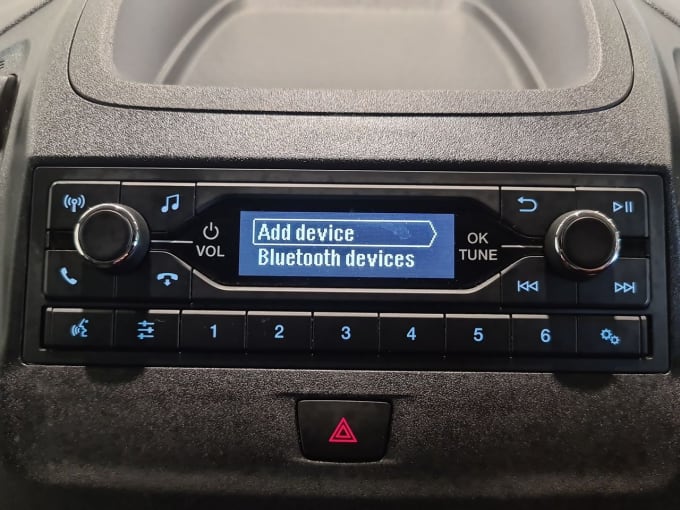 Add device
Bluetooth devices
VOL
OK
TUNE
1 2 3 4 5 6